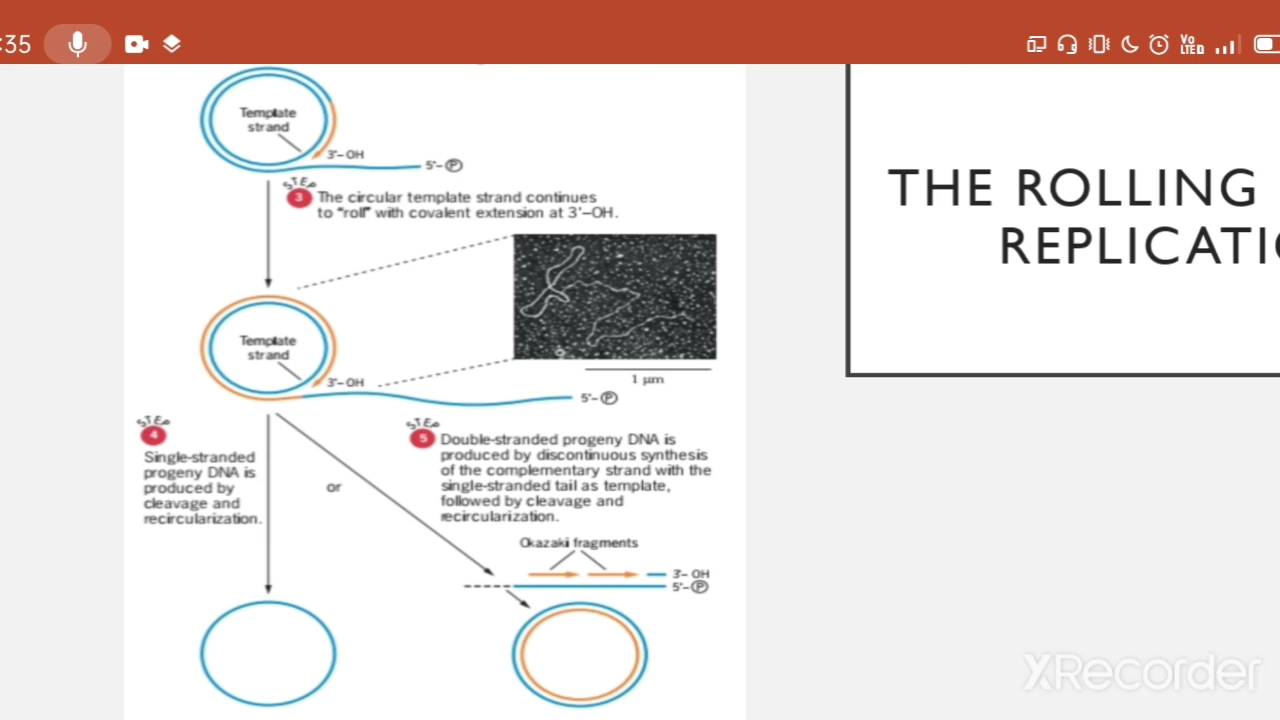 :35
Vo
LTED
Template
strand
3'–OH
5'–P
STEP
3
The circular template strand continues
to "roll" with covalent extension at 3'–OH.
THE ROLLING
REPLICATI
Template
strand
3'–OH
5'–P
1 μm
STEP
4
Single-stranded
progeny DNA is
produced by
cleavage and
recircularization.
or
STEP
5
Double-stranded progeny DNA is
produced by discontinuous synthesis
of the complementary strand with the
single-stranded tail as template,
followed by cleavage and
recircularization.
Okazaki fragments
3'– OH
5'–P
XRecorder